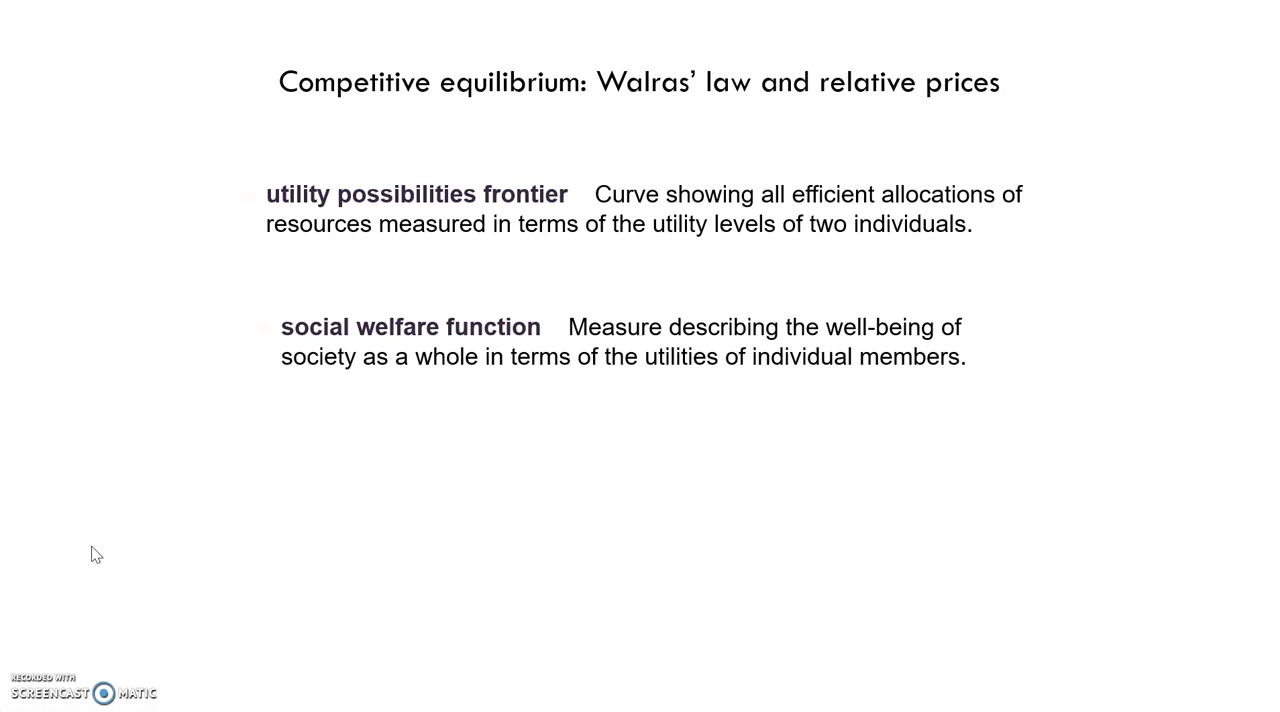 Competitive equilibrium: Walras’ law and relative prices
utility possibilities frontier Curve showing all efficient allocations of
resources measured in terms of the utility levels of two individuals.
social welfare function Measure describing the well-being of
society as a whole in terms of the utilities of individual members.
RECORDED WITH
SCREENCAST MATIC